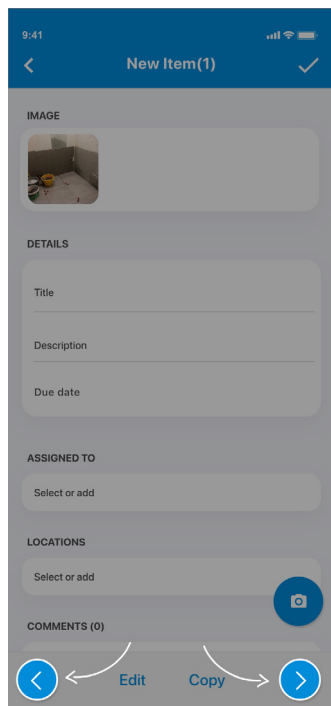 9:41
New Item(1)
IMAGE
DETAILS
Title
Description
Due date
ASSIGNED TO
Select or add
LOCATIONS
Select or add
COMMENTS (0)
Edit Copy